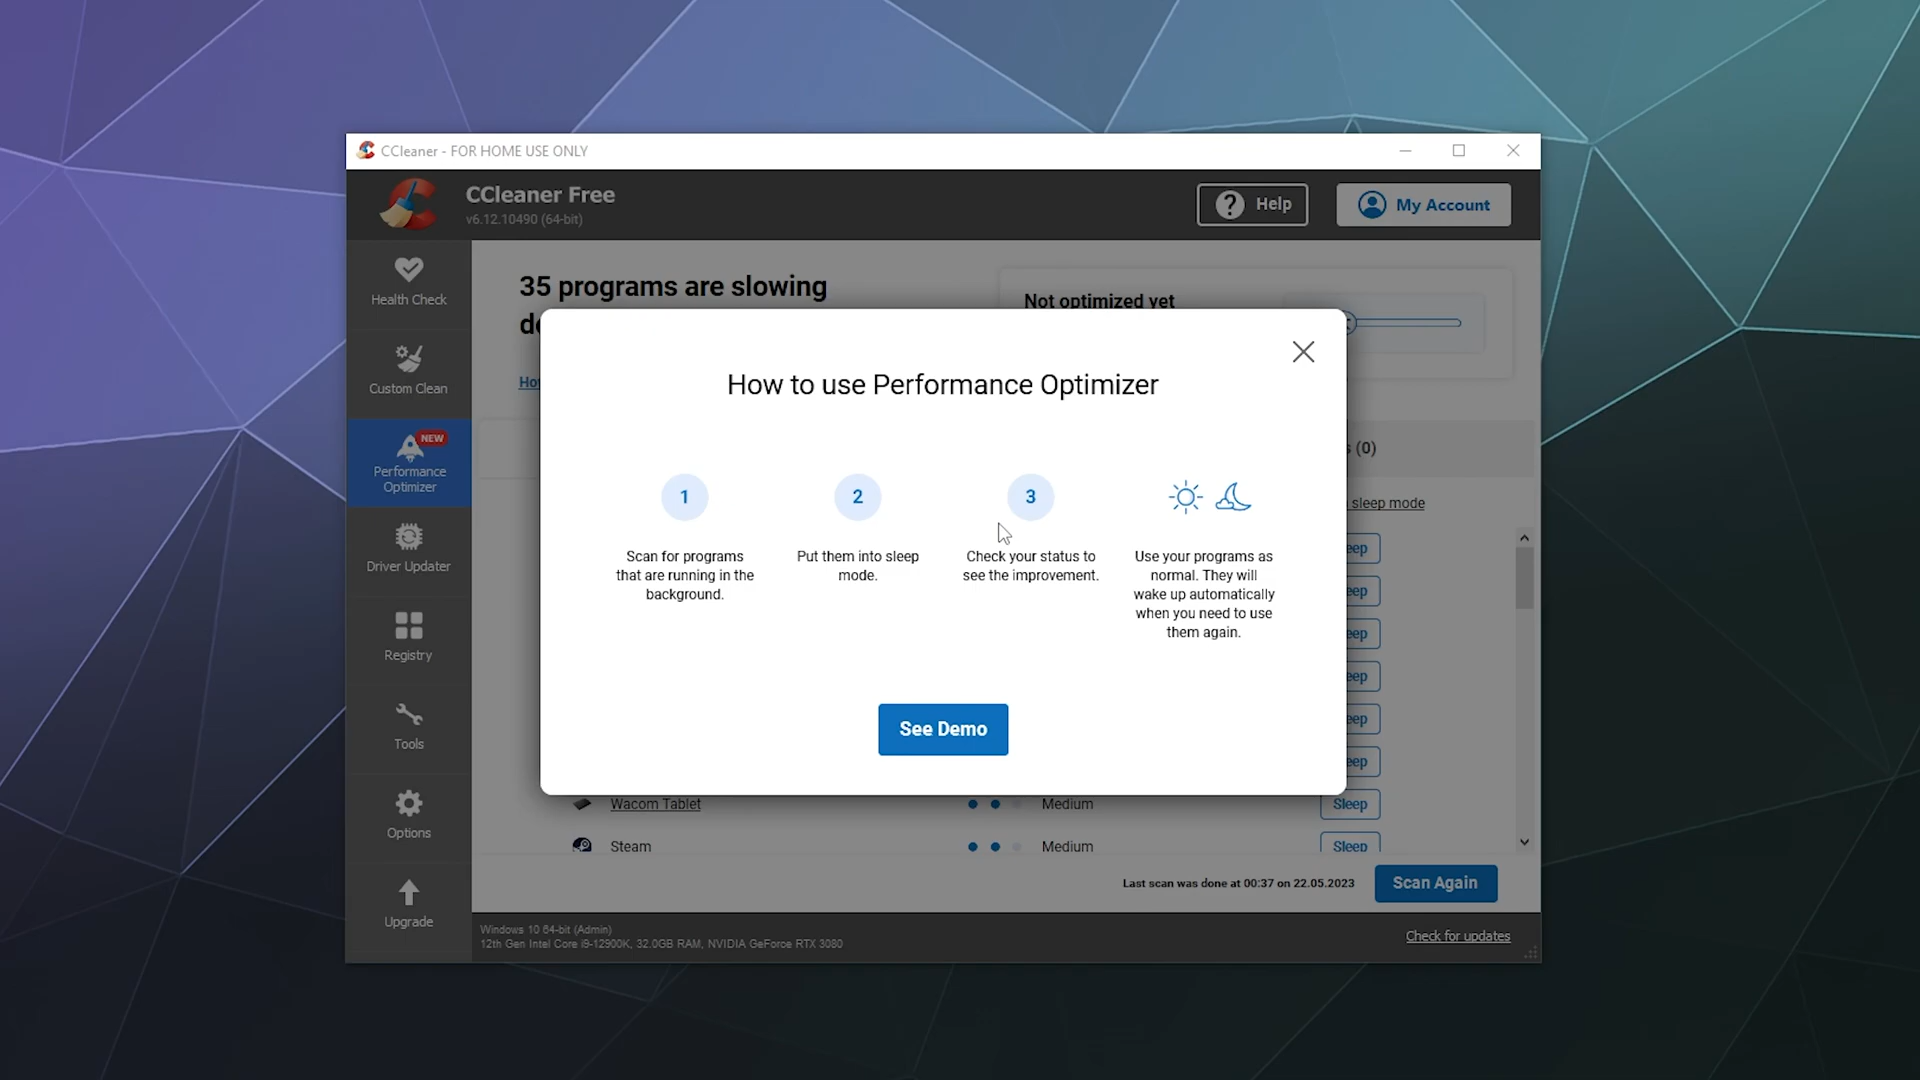 CCleaner - FOR HOME USE ONLY
CCleaner Free
v6.12.10490 (64-bit)
Help
My Account
Health Check
Custom Clean
NEW
Performance
Optimizer
Driver Updater
Registry
Tools
Options
Upgrade
35 programs are slowing
Not optimized yet
(0)
sleep mode
How to use Performance Optimizer
1
Scan for programs
that are running in the
background.
2
Put them into sleep
mode.
3
Check your status to
see the improvement.
Use your programs as
normal. They will
wake up automatically
when you need to use
them again.
See Demo
Wacom Tablet
Medium
Sleep
Steam
Medium
Sleep
Last scan was done at 00:37 on 22.05.2023
Scan Again
Windows 10 64-bit (Admin)
12th Gen Intel Core i9-12900K, 32.0GB RAM, NVIDIA GeForce RTX 3080
Check for updates